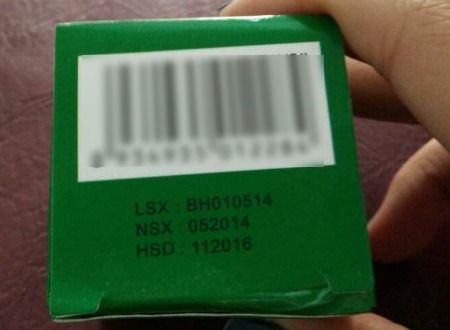 LSX : BH010514
NSX : 052014
HSD : 112016